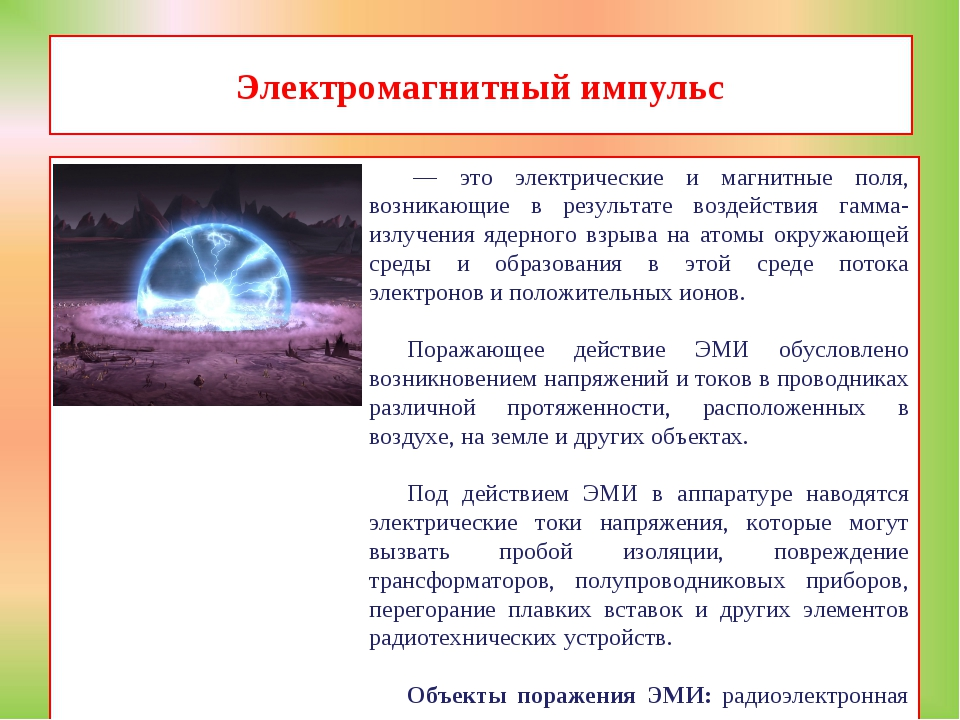 Электромагнитный импульс
— это электрические и магнитные поля,
возникающие в результате воздействия гамма-
излучения ядерного взрыва на атомы окружающей
среды и образования в этой среде потока
электронов и положительных ионов.
Поражающее действие ЭМИ обусловлено
возникновением напряжений и токов в проводниках
различной протяженности, расположенных в
воздухе, на земле и других объектах.
Под действием ЭМИ в аппаратуре наводятся
электрические токи напряжения, которые могут
вызвать пробой изоляции, повреждение
трансформаторов, полупроводниковых приборов,
перегорание плавких вставок и других элементов
радиотехнических устройств.
Объекты поражения ЭМИ: радиоэлектронная